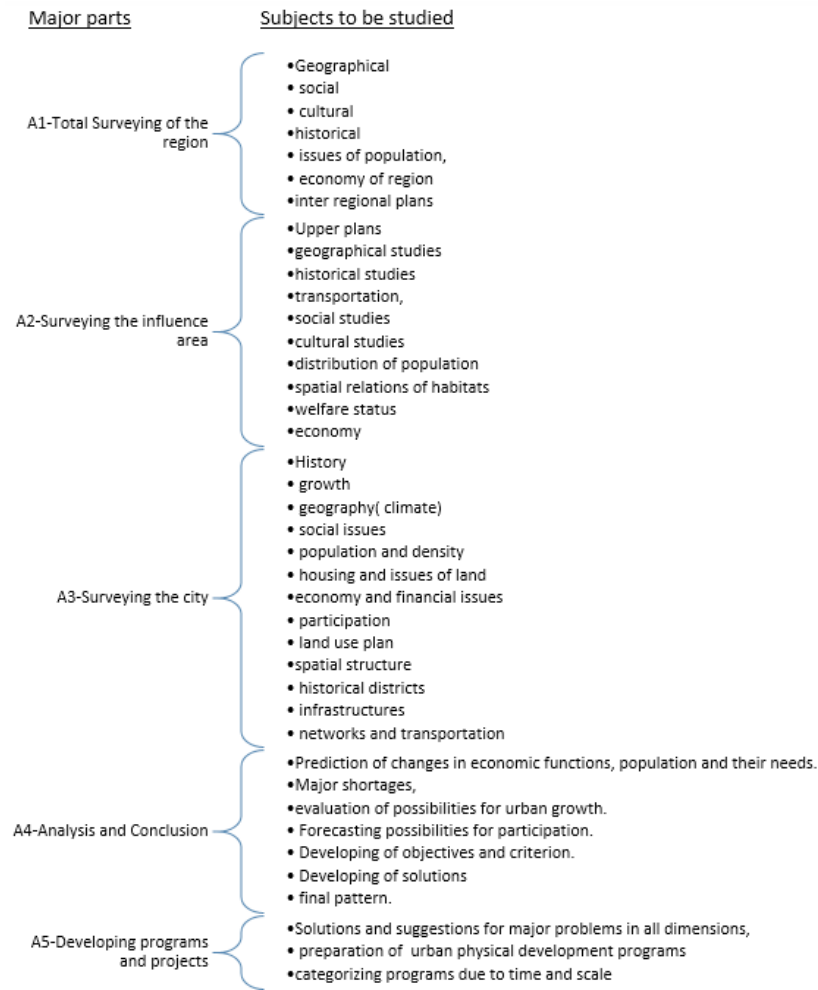 Major parts
Subjects to be studied
A1-Total Surveying of the
region
•Geographical
• social
• cultural
•historical
• issues of population,
• economy of region
•inter regional plans
A2-Surveying the influence
area
•Upper plans
•geographical studies
•historical studies
•transportation,
•social studies
•cultural studies
•distribution of population
•spatial relations of habitats
•welfare status
•economy
A3-Surveying the city
•History
• growth
• geography( climate)
• social issues
• population and density
• housing and issues of land
•economy and financial issues
• participation
• land use plan
•spatial structure
• historical districts
• infrastructures
• networks and transportation
A4-Analysis and Conclusion
•Prediction of changes in economic functions, population and their needs.
•Major shortages,
•evaluation of possibilities for urban growth.
• Forecasting possibilities for participation.
• Developing of objectives and criterion.
• Developing of solutions
• final pattern.
A5-Developing programs
and projects
•Solutions and suggestions for major problems in all dimensions,
• preparation of  urban physical development programs
•categorizing programs due to time and scale